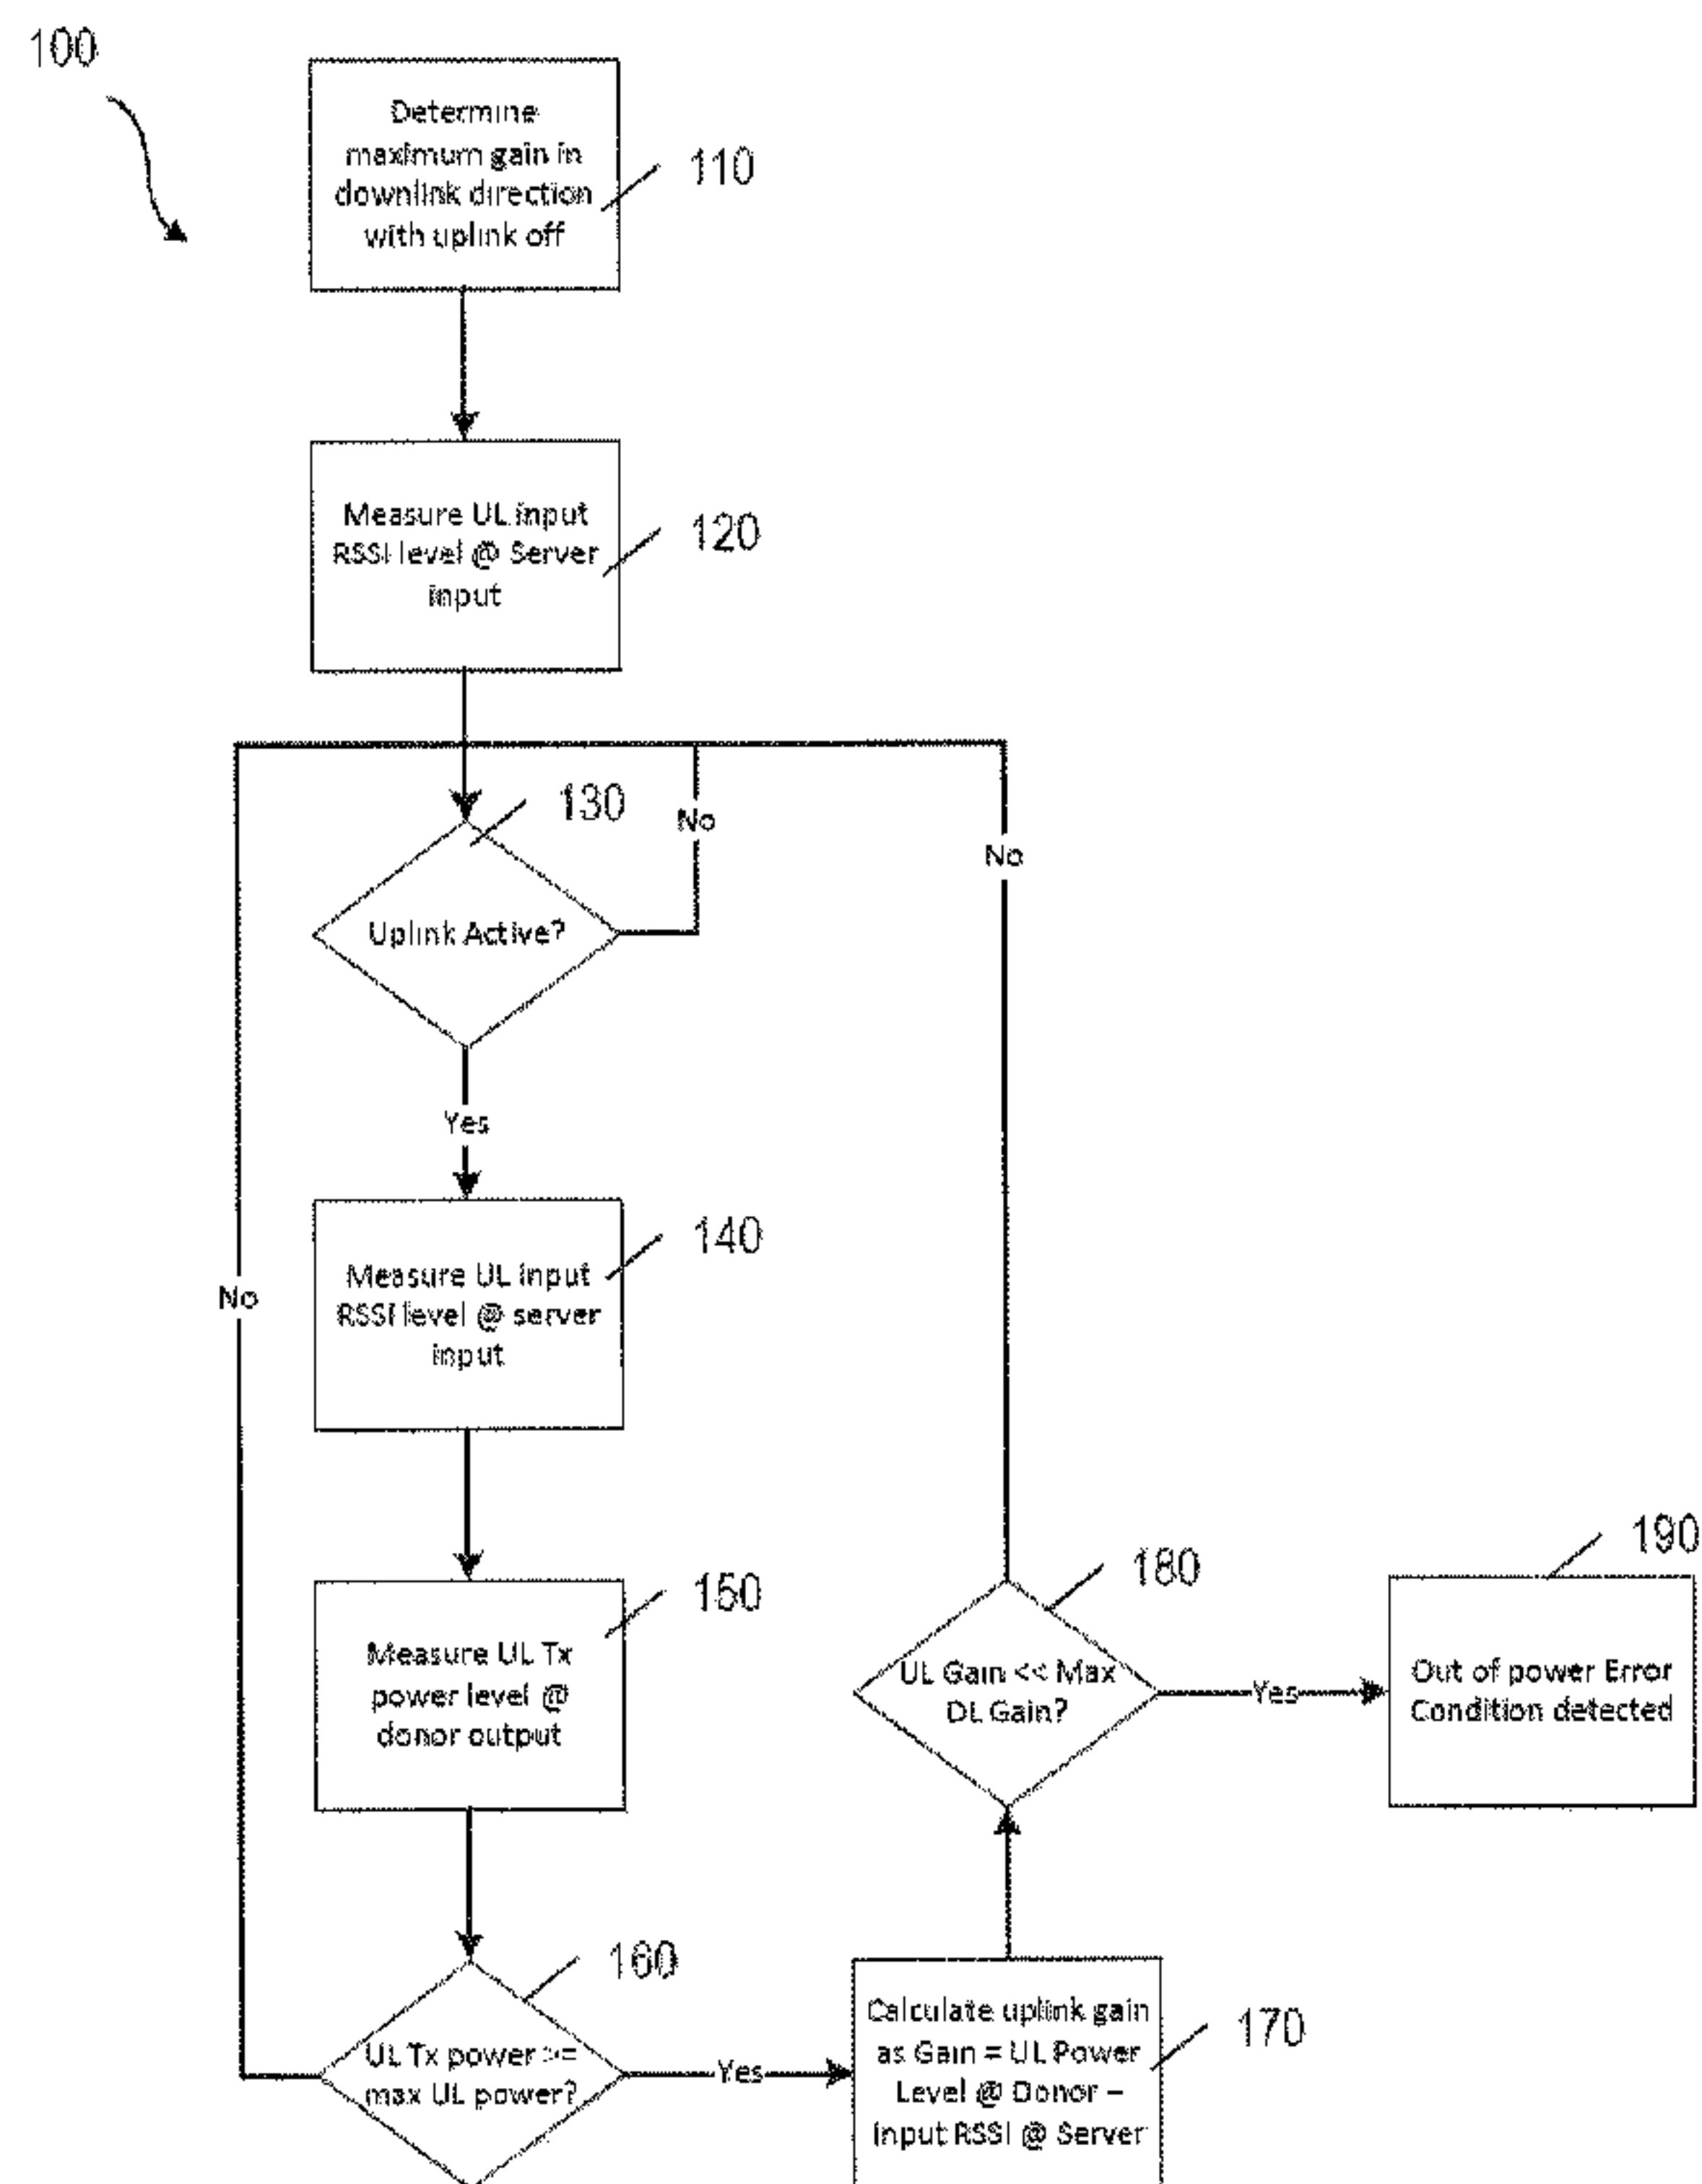 100
Determine
maximum gain in
downlink direction
with uplink off
110
Measure UL input
RSSI level @ Server
input
120
130
No
No
Uplink Active?
Yes
Measure UL input
RSSI level @ server
input
140
No
Measure UL Tx
power level @
donor output
150
180
190
UL Gain << Max
DL Gain?
Yes
Out of power Error
Condition detected
160
UL Tx power >=
max UL power?
Yes
Calculate uplink gain
as Gain = UL Power
Level @ Donor –
Input RSSI @ Server
170